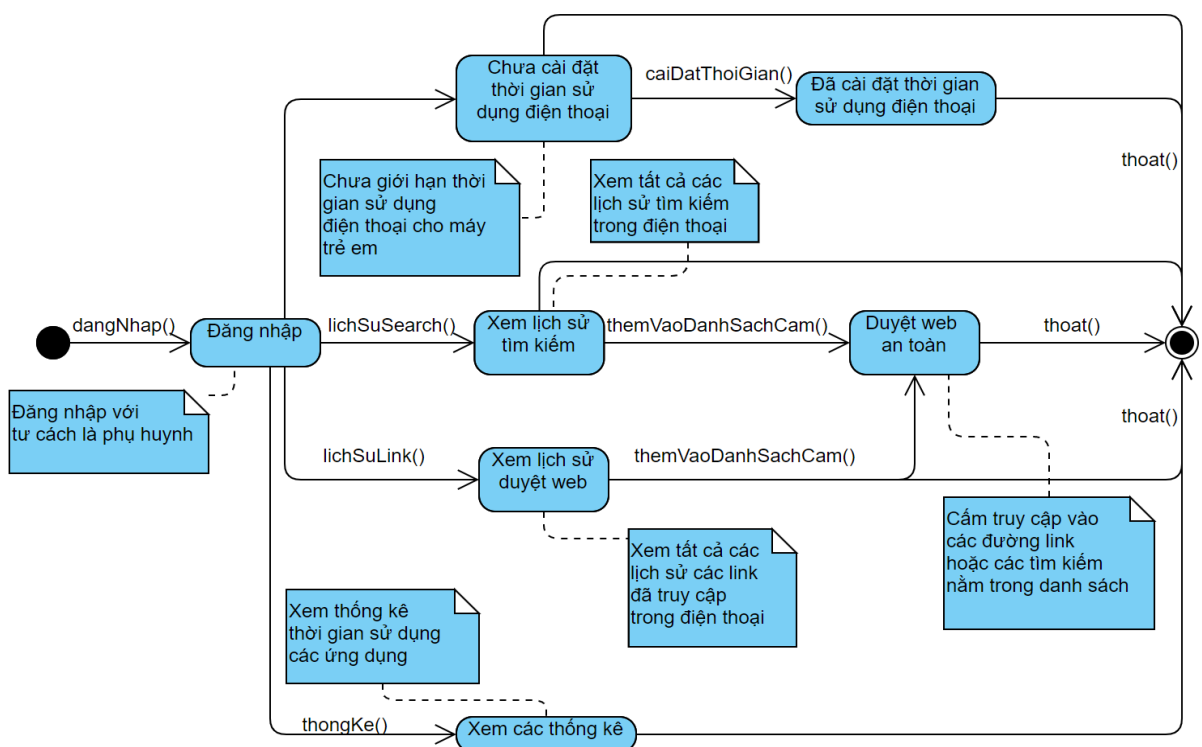 Chưa cài đặt
thời gian sử
dụng điện thoại
caiDatThoiGian()
Đã cài đặt thời gian
sử dụng điện thoại
thoat()
Chưa giới hạn thời
gian sử dụng
điện thoại cho máy
trẻ em
Xem tất cả các
lịch sử tìm kiếm
trong điện thoại
dangNhap()
Đăng nhập
lichSuSearch()
Xem lịch sử
tìm kiếm
themVaoDanhSachCam()
Duyệt web
an toàn
thoat()
Đăng nhập với
tư cách là phụ huynh
thoat()
lichSuLink()
Xem lịch sử
duyệt web
themVaoDanhSachCam()
Cấm truy cập vào
các đường link
hoặc các tìm kiếm
nằm trong danh sách
Xem tất cả các
lịch sử các link
đã truy cập
trong điện thoại
Xem thống kê
thời gian sử dụng
các ứng dụng
thongKe()
Xem các thống kê